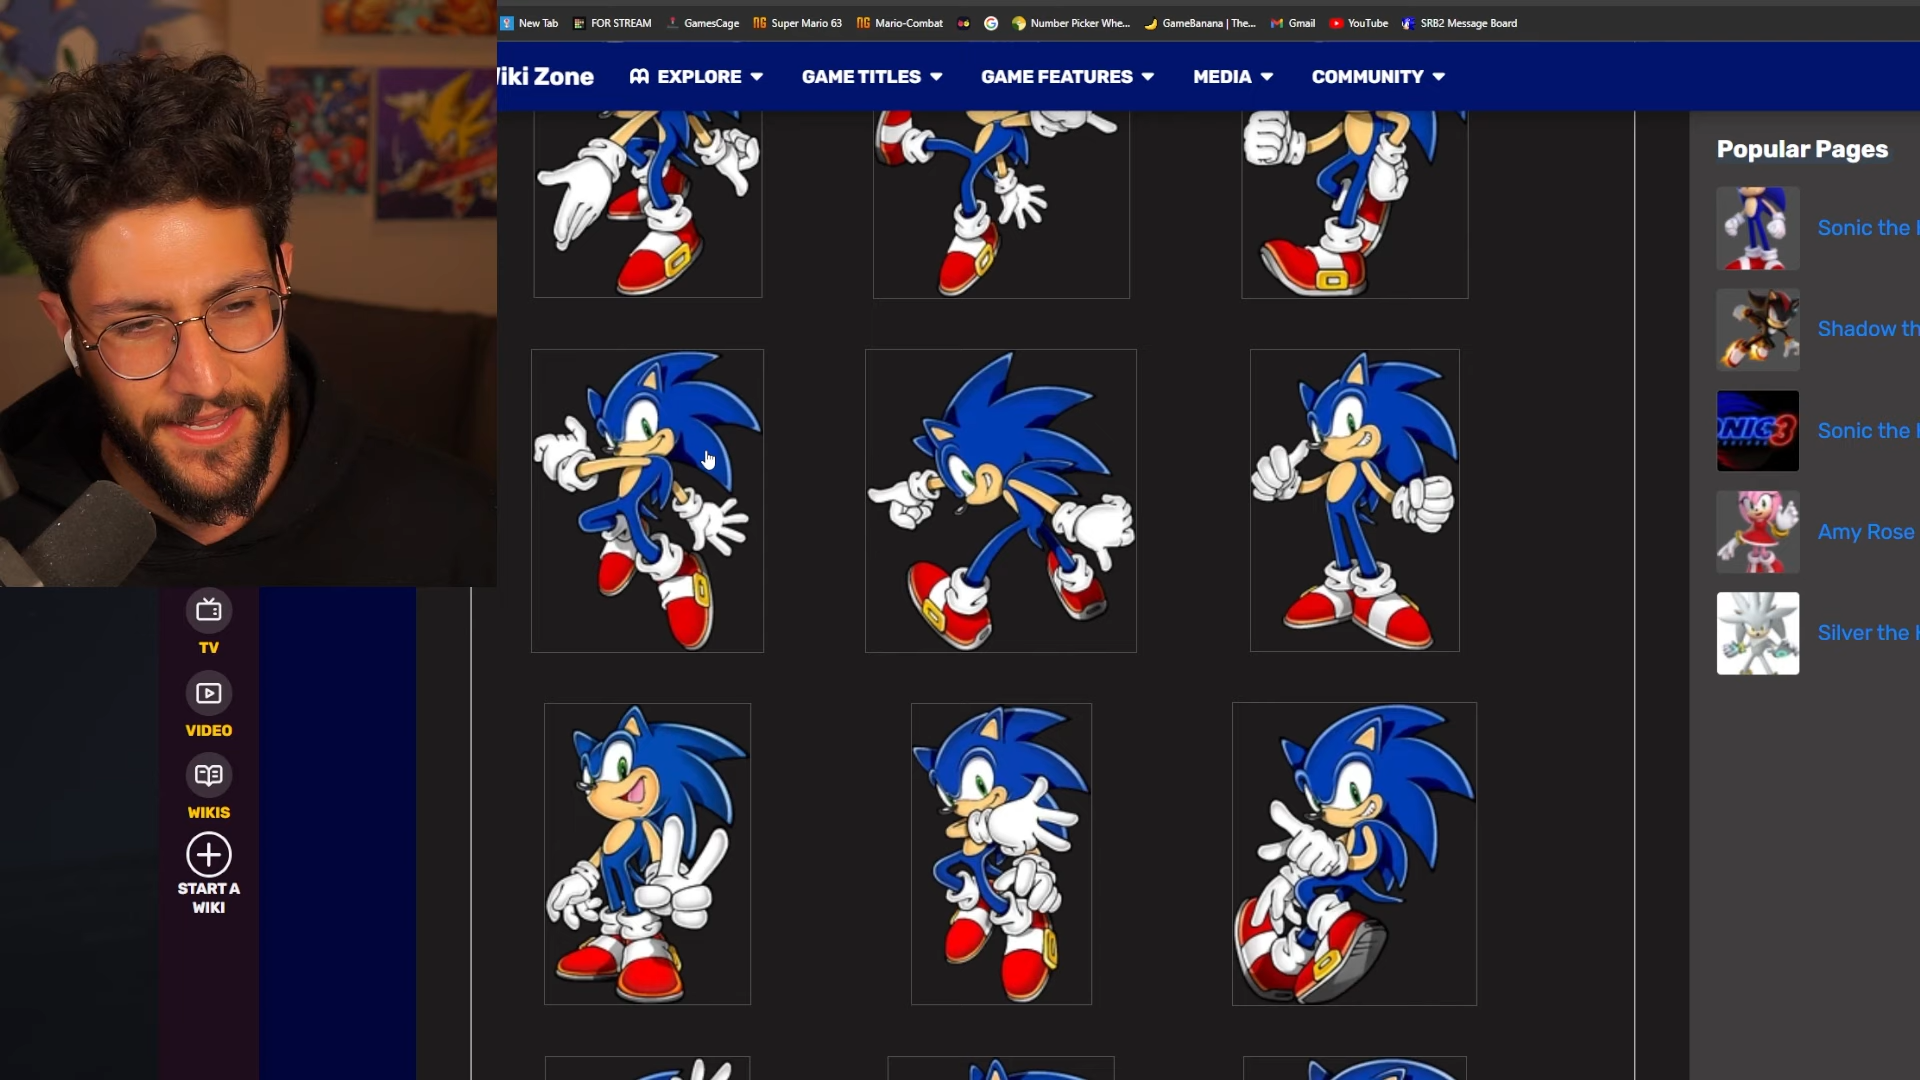 New Tab FOR STREAM GamesCage Super Mario 63 Mario-Combat Number Picker Whe... GameBanana | The... Gmail YouTube SRB2 Message Board
iki Zone EXPLORE GAME TITLES GAME FEATURES MEDIA COMMUNITY
Popular Pages
Sonic the
Shadow th
NIC3
Sonic the
Amy Rose
Silver the
TV
VIDEO
WIKIS
START A
WIKI